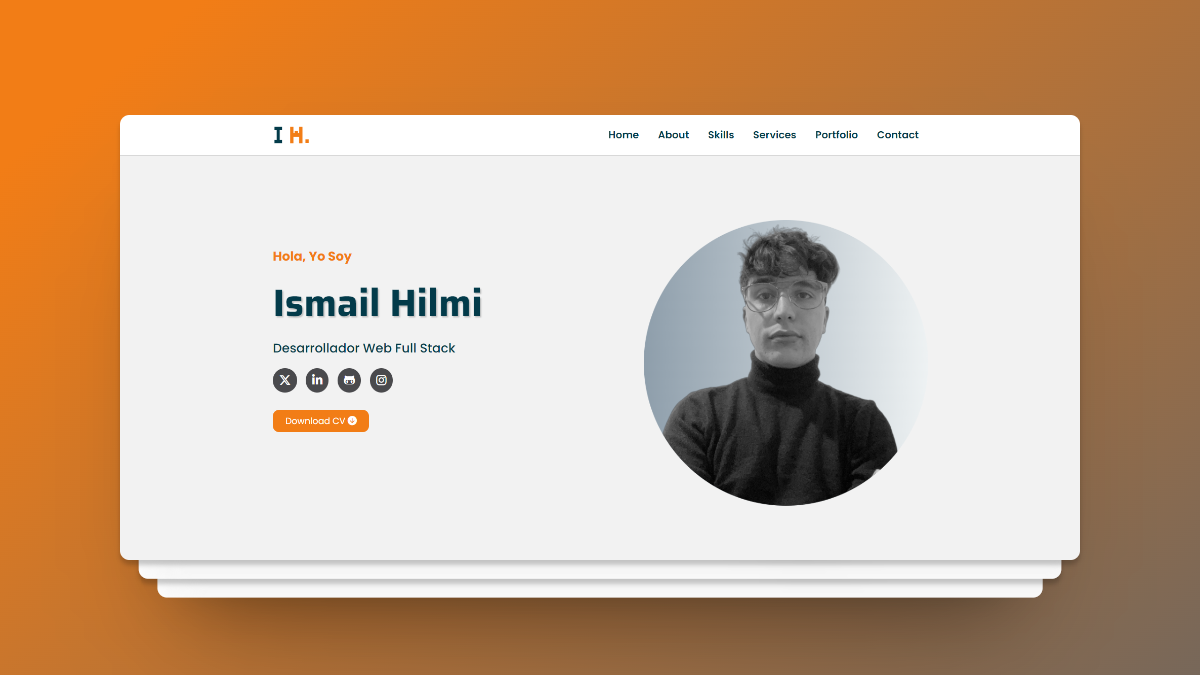 I H.
Home About Skills Services Portfolio Contact
Hola, Yo Soy
Ismail Hilmi
Desarrollador Web Full Stack
Download CV